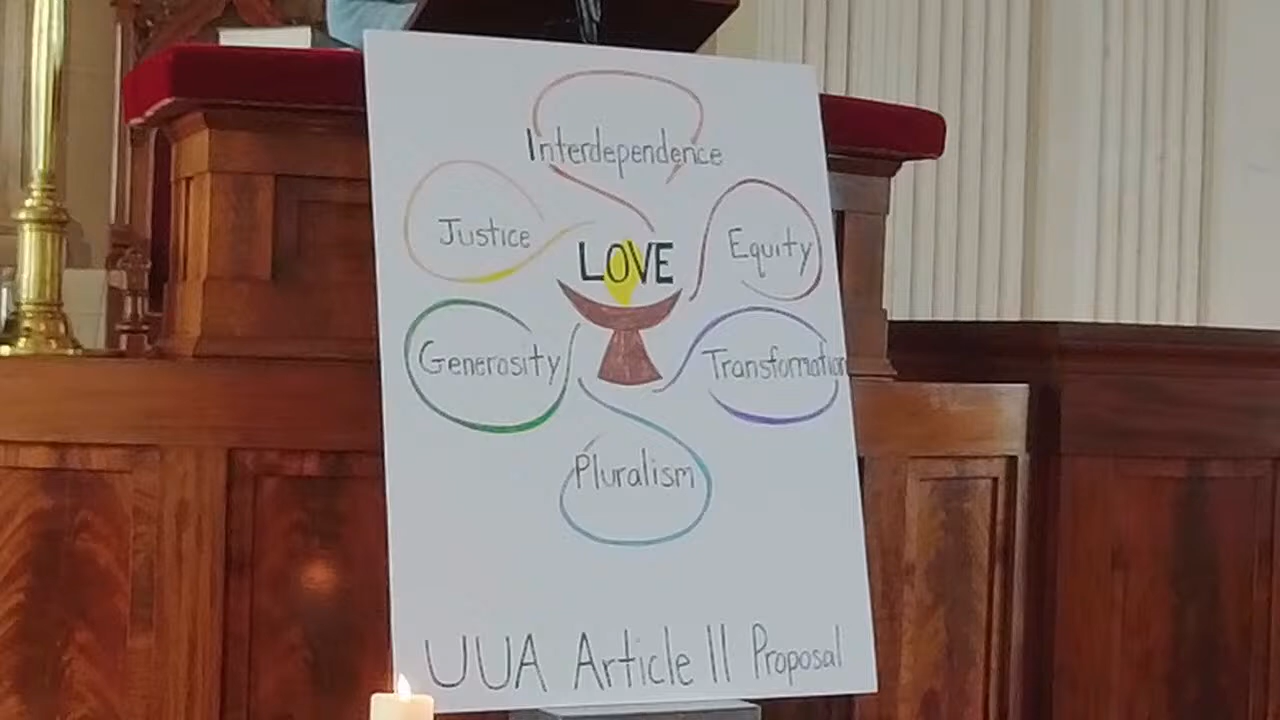 Interdependence
Justice
LOVE
Equity
Generosity
Transformation
Pluralism
UUA Article II Proposal